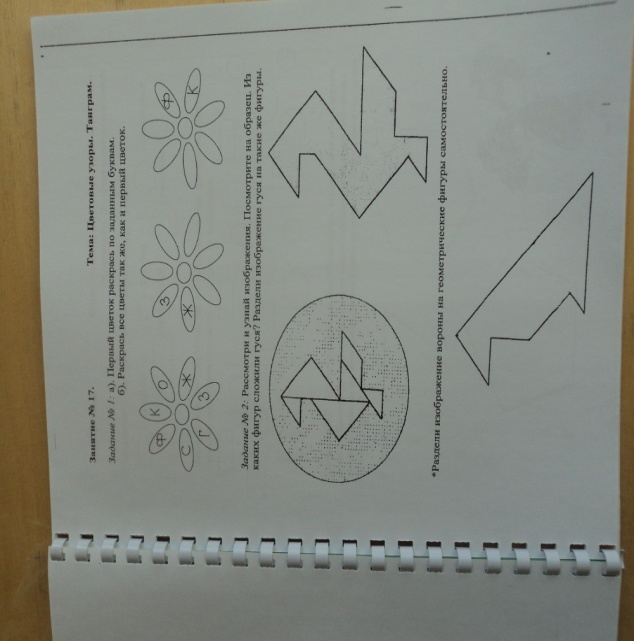 Занятие № 17. Тема: Цветовые узоры. Танграм.
Задание № 1: а). Первый цветок раскрась по заданным буквам.
б). Раскрась все цветы так же, как и первый цветок.
Ф К О Ж З Г С
З Ж
Ф К
Задание № 2: Рассмотри и узнай изображения. Посмотрите на образец. Из
каких фигур сложили гуся? Раздели изображение гуся на такие же фигуры.
*Раздели изображение вороны на геометрические фигуры самостоятельно.